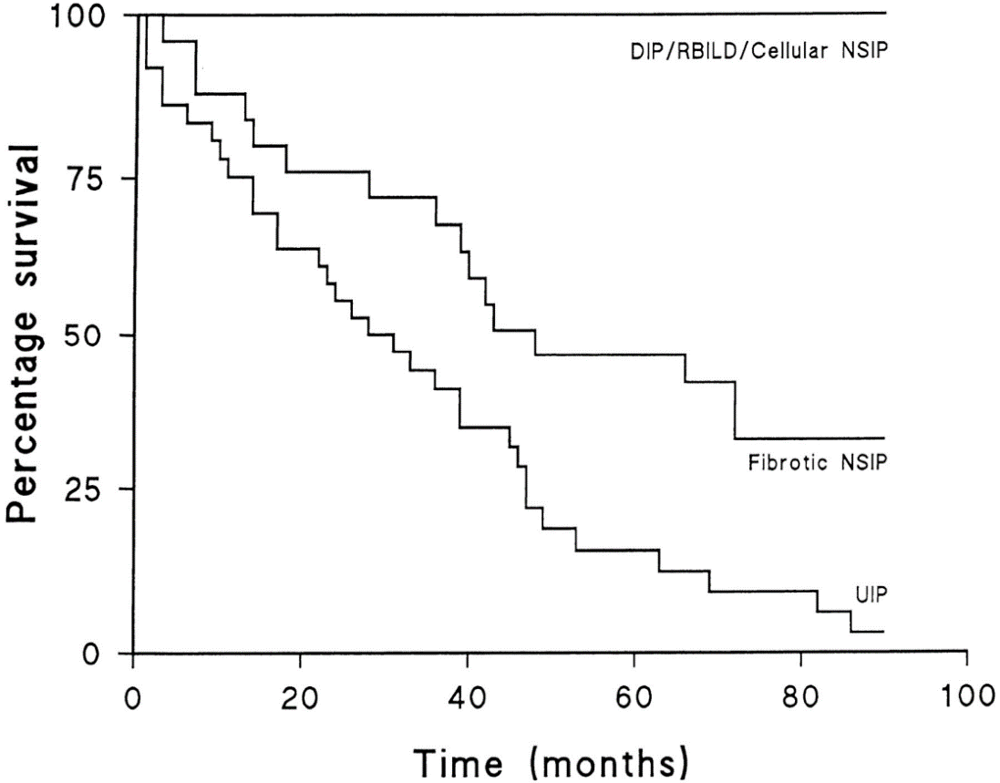 100
DIP/RBILD/Cellular NSIP
75
50
25
0
Fibrotic NSIP
UIP
0 20 40 60 80 100
Time (months)
Percentage survival